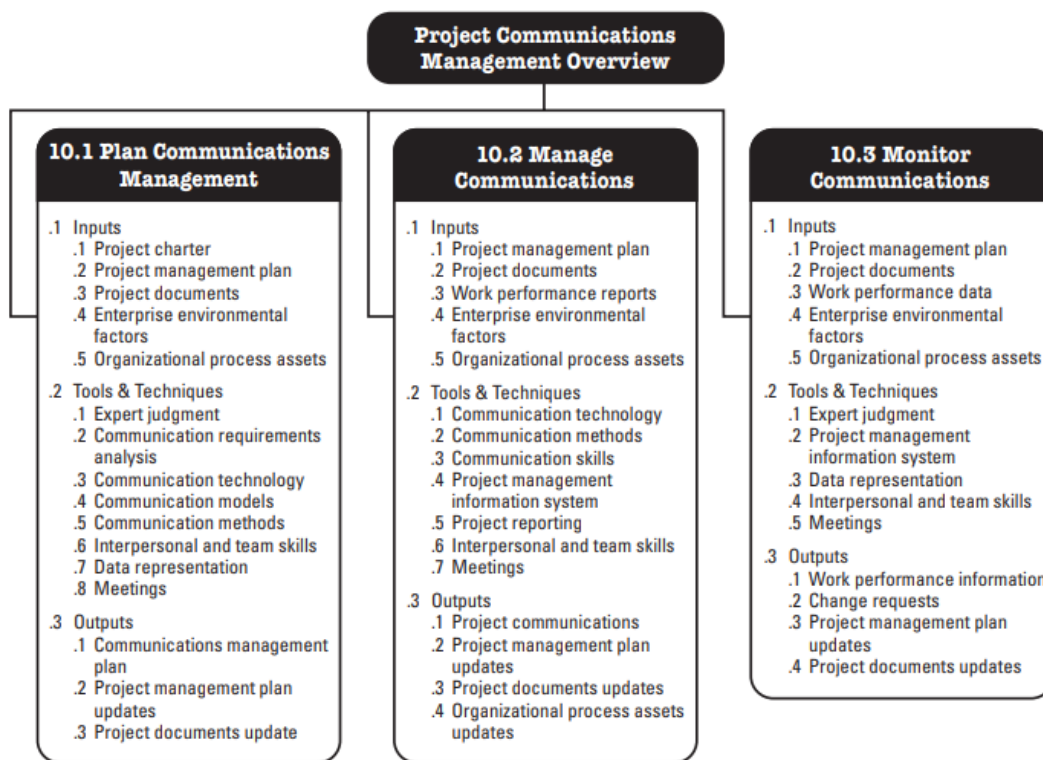 Project Communications
Management Overview
10.1 Plan Communications
Management
.1 Inputs
.1 Project charter
.2 Project management plan
.3 Project documents
.4 Enterprise environmental
factors
.5 Organizational process assets
.2 Tools & Techniques
.1 Expert judgment
.2 Communication requirements
analysis
.3 Communication technology
.4 Communication models
.5 Communication methods
.6 Interpersonal and team skills
.7 Data representation
.8 Meetings
.3 Outputs
.1 Communications management
plan
.2 Project management plan
updates
.3 Project documents update
10.2 Manage
Communications
.1 Inputs
.1 Project management plan
.2 Project documents
.3 Work performance reports
.4 Enterprise environmental
factors
.5 Organizational process assets
.2 Tools & Techniques
.1 Communication technology
.2 Communication methods
.3 Communication skills
.4 Project management
information system
.5 Project reporting
.6 Interpersonal and team skills
.7 Meetings
.3 Outputs
.1 Project communications
.2 Project management plan
updates
.3 Project documents updates
.4 Organizational process assets
updates
10.3 Monitor
Communications
.1 Inputs
.1 Project management plan
.2 Project documents
.3 Work performance data
.4 Enterprise environmental
factors
.5 Organizational process assets
.2 Tools & Techniques
.1 Expert judgment
.2 Project management
information system
.3 Data representation
.4 Interpersonal and team skills
.5 Meetings
.3 Outputs
.1 Work performance information
.2 Change requests
.3 Project management plan
updates
.4 Project documents updates